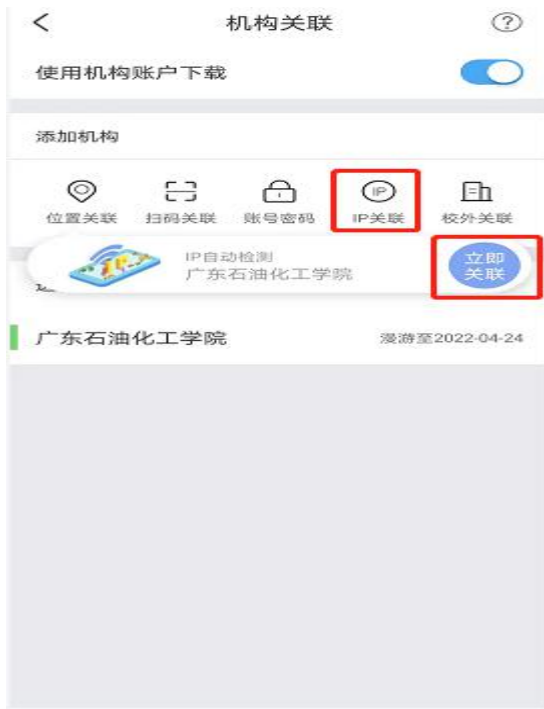 机构关联
使用机构账户下载
添加机构
IP
位置关联 扫码关联 账号密码 IP关联 校外关联
IP自动检测
广东石油化工学院
立即
关联
广东石油化工学院 漫游至2022-04-24